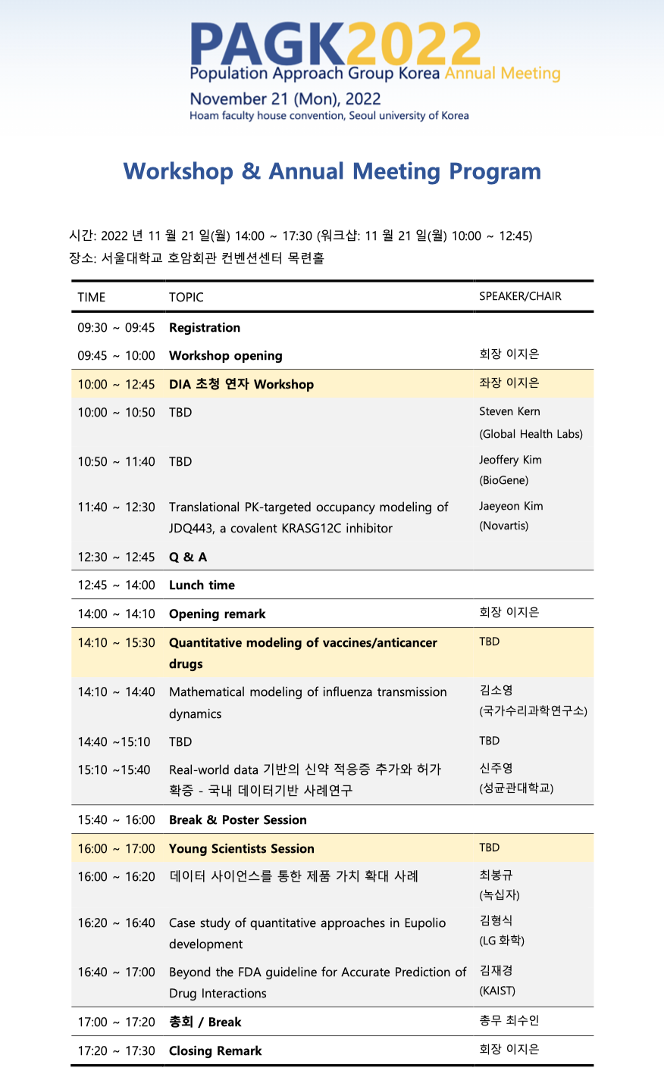 PAGK2022
Population Approach Group Korea Annual Meeting
November 21 (Mon), 2022
Hoam faculty house convention, Seoul university of Korea
Workshop & Annual Meeting Program
시간: 2022 년 11 월 21 일(월) 14:00 ~ 17:30 (워크샵: 11 월 21 일(월) 10:00 ~ 12:45)
장소: 서울대학교 호암회관 컨벤션센터 목련홀
TIME TOPIC SPEAKER/CHAIR
09:30 ~ 09:45 Registration
09:45 ~ 10:00 Workshop opening 회장 이지은
10:00 ~ 12:45 DIA 초청 연자 Workshop 좌장 이지은
10:00 ~ 10:50 TBD Steven Kern
(Global Health Labs)
10:50 ~ 11:40 TBD Jeoffery Kim
(BioGene)
11:40 ~ 12:30 Translational PK-targeted occupancy modeling of Jaeyeon Kim
JDQ443, a covalent KRASG12C inhibitor (Novartis)
12:30 ~ 12:45 Q & A
12:45 ~ 14:00 Lunch time
14:00 ~ 14:10 Opening remark 회장 이지은
14:10 ~ 15:30 Quantitative modeling of vaccines/anticancer TBD
drugs
14:10 ~ 14:40 Mathematical modeling of influenza transmission 김소영
dynamics (국가수리과학연구소)
14:40 ~15:10 TBD TBD
15:10 ~15:40 Real-world data 기반의 신약 적응증 추가와 허가 신주영
확증 - 국내 데이터기반 사례연구 (성균관대학교)
15:40 ~ 16:00 Break & Poster Session
16:00 ~ 17:00 Young Scientists Session TBD
16:00 ~ 16:20 데이터 사이언스를 통한 제품 가치 확대 사례 최봉규
(녹십자)
16:20 ~ 16:40 Case study of quantitative approaches in Eupolio 김형식
development (LG 화학)
16:40 ~ 17:00 Beyond the FDA guideline for Accurate Prediction of 김재경
Drug Interactions (KAIST)
17:00 ~ 17:20 총회 / Break 총무 최수인
17:20 ~ 17:30 Closing Remark 회장 이지은